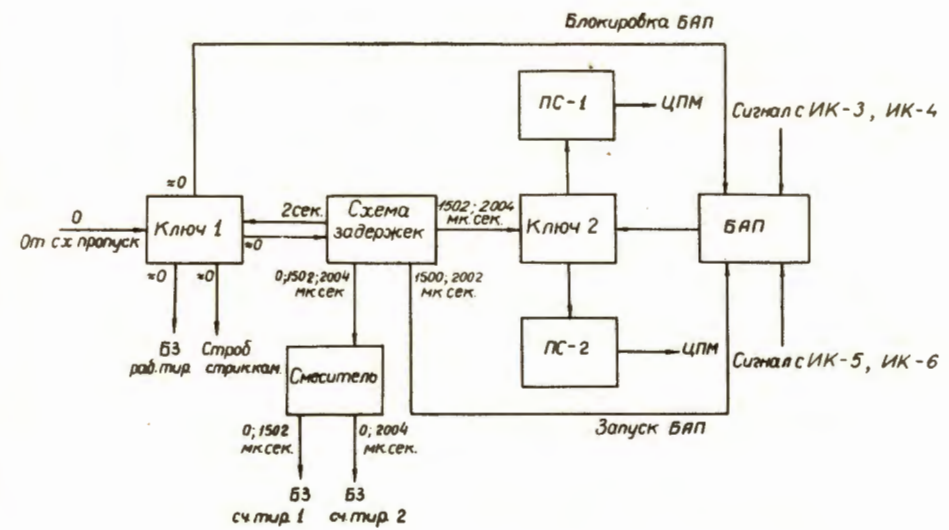 Блокировка БАП
ПС-1
ЦПМ
Сигнал с ИК-3, ИК-4
≈0
0
От сх пропуск
Ключ 1
2сек.
≈0
Схема
задержек
1502; 2004
мк.сек.
Ключ 2
БАП
≈0
≈0
0;1502;2004
мк сек
1500; 2002
мк сек.
БЗ
раб.тир.
Строб
стрик.кам.
Смеситель
ПС-2
ЦПМ
Сигнал с ИК-5, ИК-6
Запуск БАП
0; 1502
мк сек.
0; 2004
мк сек.
БЗ
сч.тир. 1
БЗ
сч.тир. 2